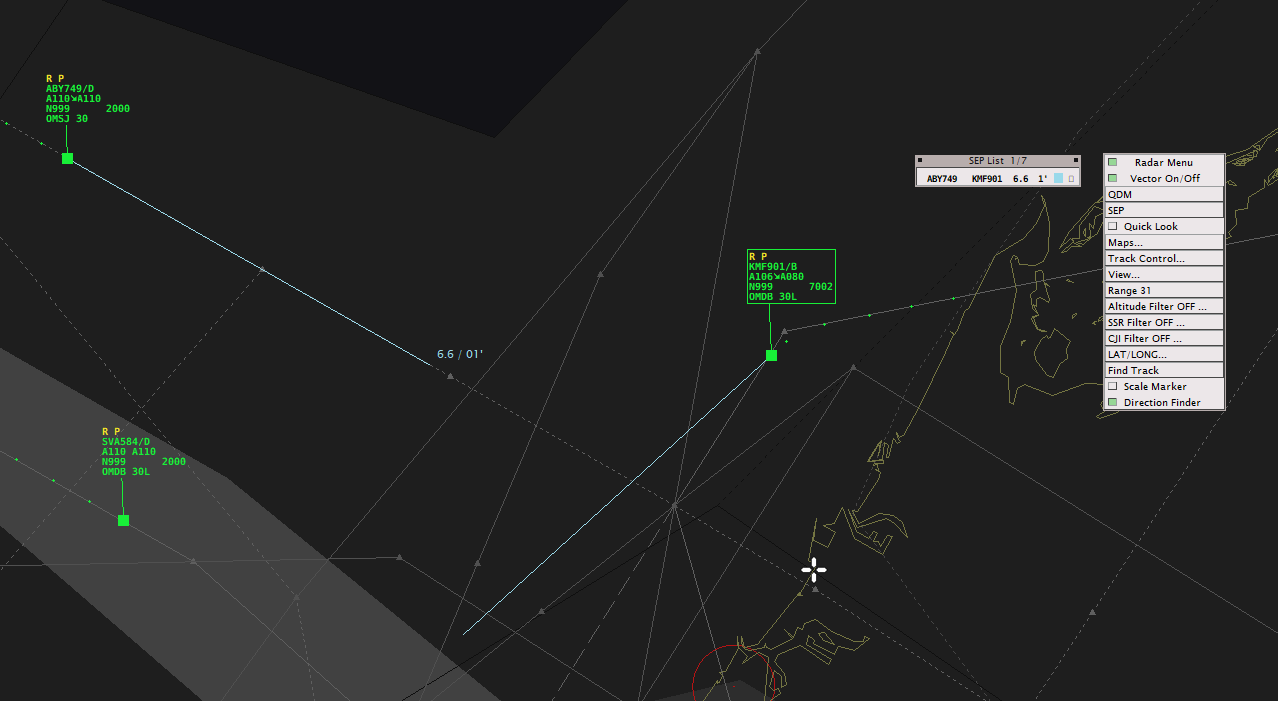 R P
ABY749/D
A110↘A110
N999 2000
OMSJ 30
SEP List 1/7
ABY749 KMF901 6.6 1'
Radar Menu
Vector On/Off
QDM
SEP
Quick Look
Maps...
Track Control...
View...
Range 31
Altitude Filter OFF ...
SSR Filter OFF ...
CJI Filter OFF ...
LAT/LONG...
Find Track
Scale Marker
Direction Finder
R P
KMF901/B
A106↘A080
N999 7002
OMDB 30L
6.6 / 01'
R P
SVA584/D
A110 A110
N999 2000
OMDB 30L